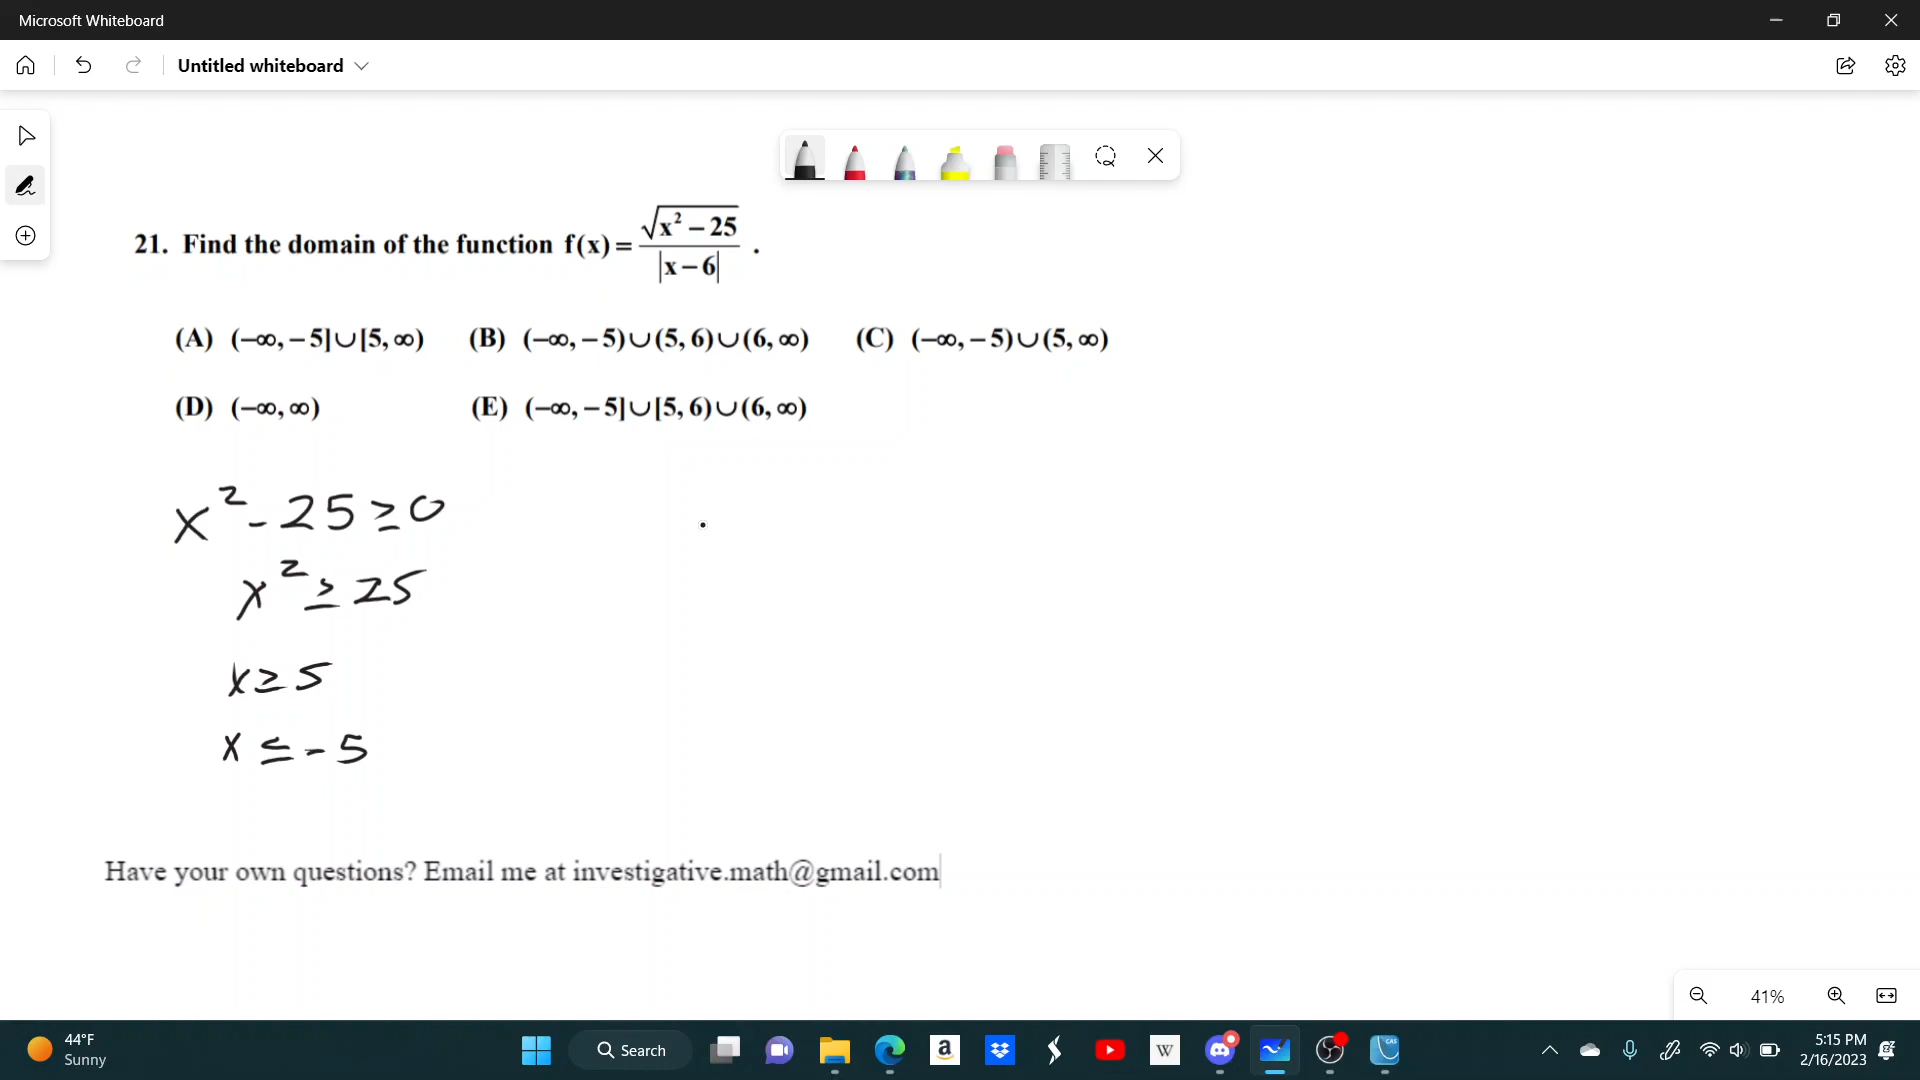 Microsoft Whiteboard
Untitled whiteboard
21. Find the domain of the function f(x) = √(x² − 25) / |x − 6| .
(A) (−∞, − 5]∪[5, ∞) (B) (−∞, − 5)∪(5, 6)∪(6, ∞) (C) (−∞, − 5)∪(5, ∞)
(D) (−∞, ∞) (E) (−∞, − 5]∪[5, 6)∪(6, ∞)
x² - 25 ≥ 0
x² ≥ 25
x ≥ 5
x ≤ - 5
Have your own questions? Email me at investigative.math@gmail.com
41%
44°F
Sunny
Search
a
W
CAS
5:15 PM
2/16/2023